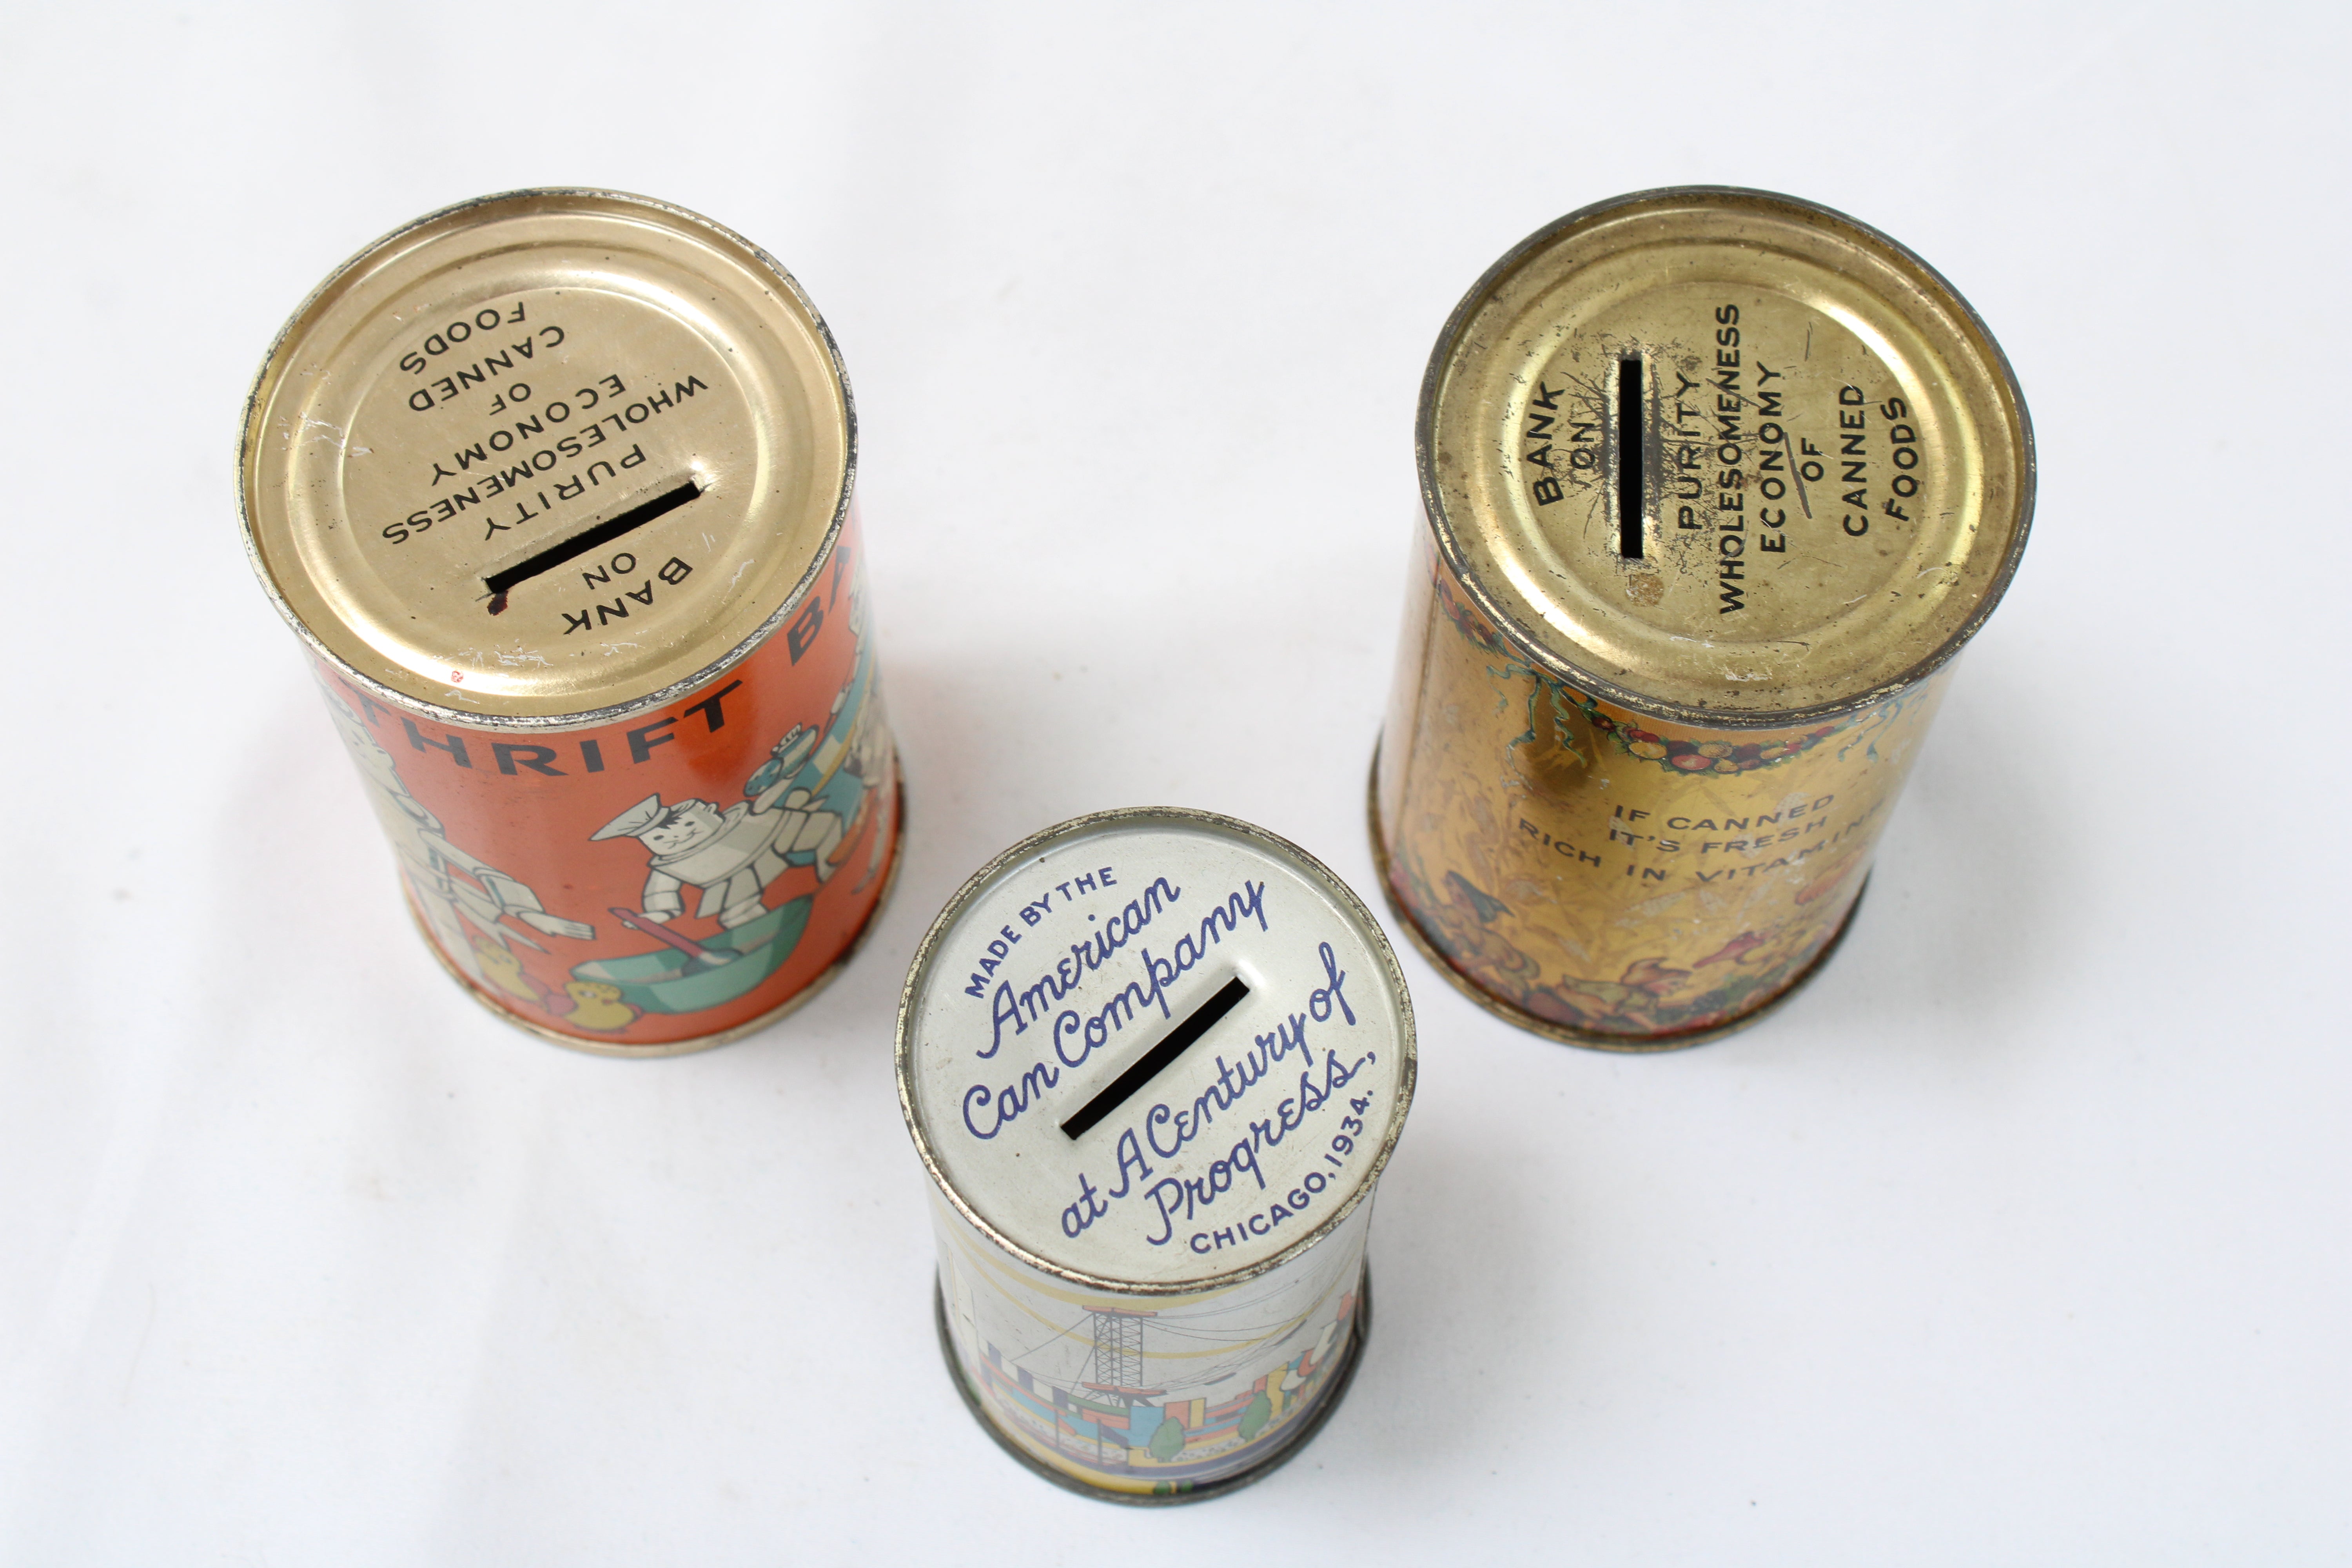 BANK
ON
PURITY
WHOLESOMENESS
ECONOMY
OF
CANNED
FOODS
THRIFT
BANK
ON
PURITY
WHOLESOMENESS
ECONOMY
OF
CANNED
FOODS
IF CANNED
IT'S FRESH
RICH IN
MADE BY THE
American
Can Company
at A Century of
Progress,
CHICAGO, 1934.